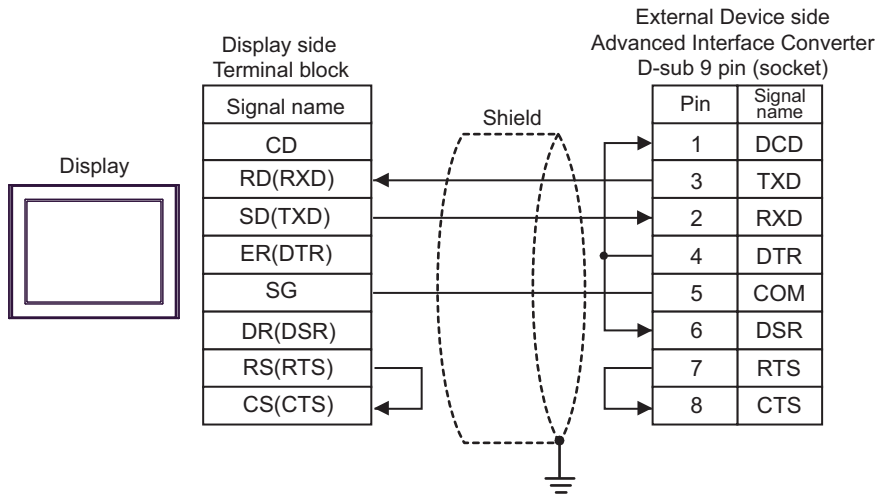 External Device side
Advanced Interface Converter
D-sub 9 pin (socket)
Display side
Terminal block
Signal name
Shield
Pin
Signal
name
CD
1
DCD
Display
RD(RXD)
3
TXD
SD(TXD)
2
RXD
ER(DTR)
4
DTR
SG
5
COM
DR(DSR)
6
DSR
RS(RTS)
7
RTS
CS(CTS)
8
CTS